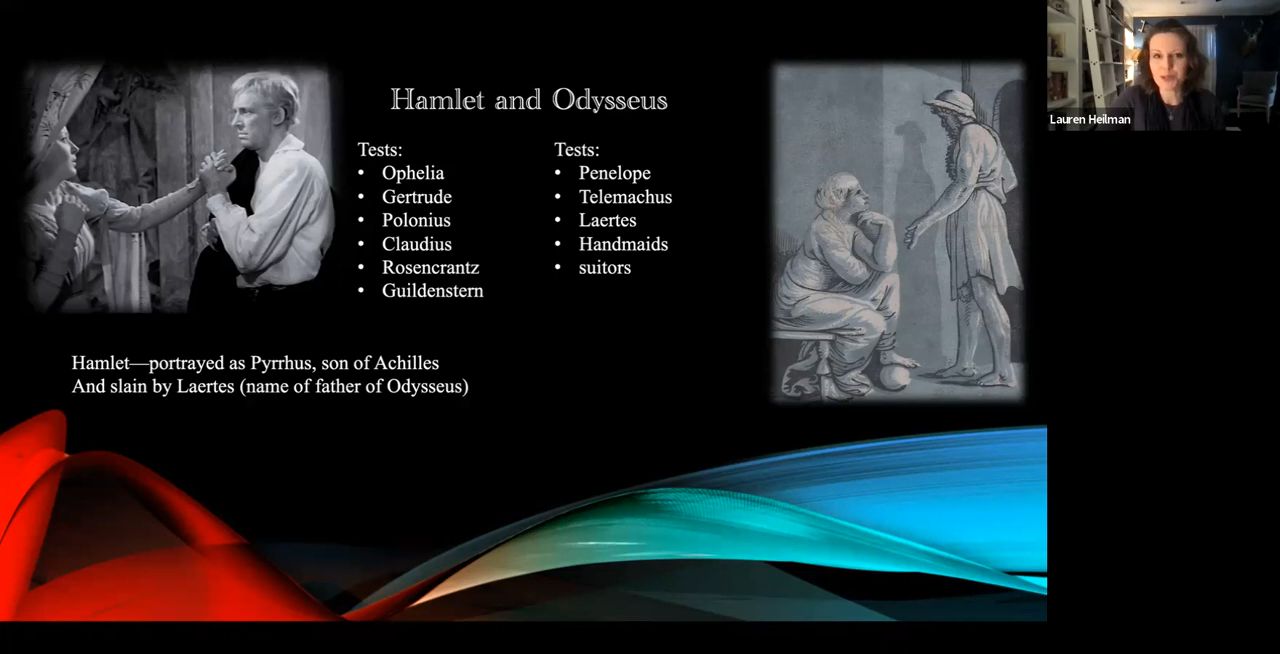 Hamlet and Odysseus
Tests:
• Ophelia
• Gertrude
• Polonius
• Claudius
• Rosencrantz
• Guildenstern
Tests:
• Penelope
• Telemachus
• Laertes
• Handmaids
• suitors
Hamlet—portrayed as Pyrrhus, son of Achilles
And slain by Laertes (name of father of Odysseus)
Lauren Heilman